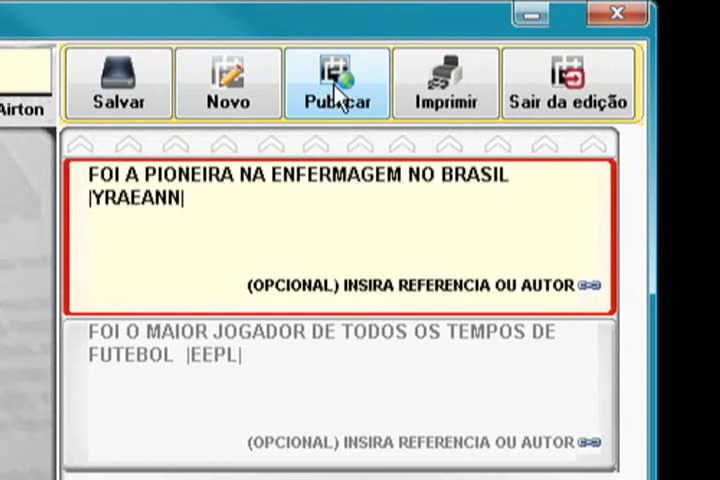 Salvar
Novo
Publicar
Imprimir
Sair da edição
Airton
FOI A PIONEIRA NA ENFERMAGEM NO BRASIL
|YRAEANN|
(OPCIONAL) INSIRA REFERENCIA OU AUTOR
FOI O MAIOR JOGADOR DE TODOS OS TEMPOS DE
FUTEBOL |EEPL|
(OPCIONAL) INSIRA REFERENCIA OU AUTOR